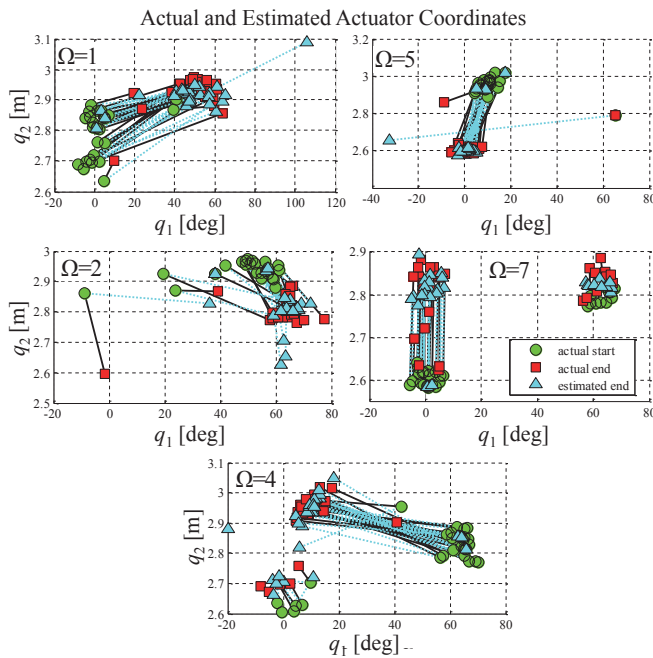 Actual and Estimated Actuator Coordinates
Ω=1
q2 [m]
3.1
3
2.9
2.8
2.7
2.6
-20 0 20 40 60 80 100 120
q1 [deg]
Ω=5
3.2
3
2.8
2.6
2.4
-40 -20 0 20 40 60 80
q1 [deg]
Ω=2
q2 [m]
3
2.9
2.8
2.7
2.6
2.5
-20 0 20 40 60 80
q1 [deg]
Ω=7
2.9
2.8
2.7
2.6
-20 0 20 40 60 80
q1 [deg]
actual start
actual end
estimated end
Ω=4
q2 [m]
3.1
3
2.9
2.8
2.7
2.6
-20 0 20 40 60 80
q1 [deg]